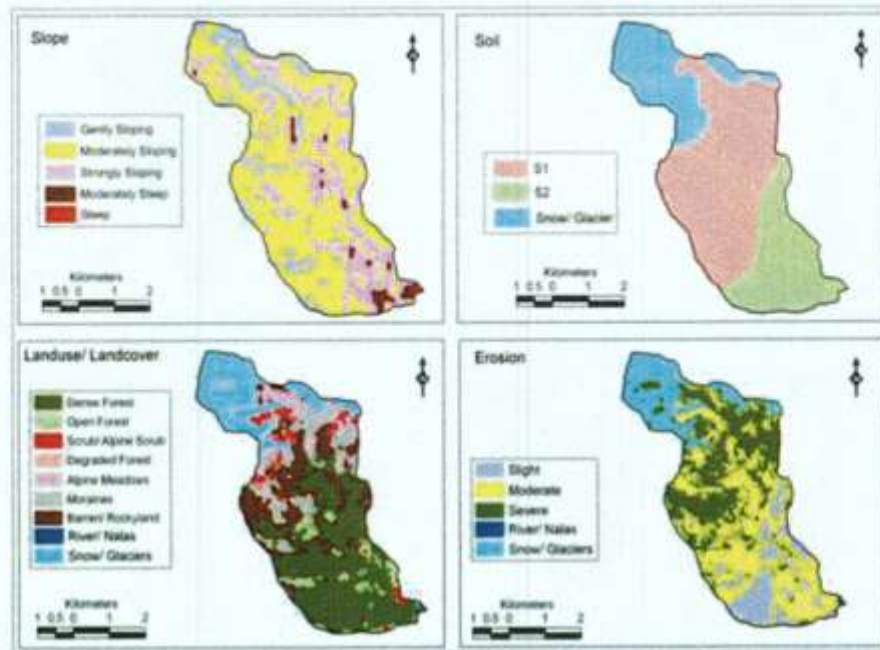 Slope
Gently Sloping
Moderately Sloping
Strongly Sloping
Moderately Steep
Steep
Kilometers
1 0.5 0 1 2
Soil
S1
S2
Snow/ Glacier
Kilometers
1 0.5 0 1 2
Landuse/ Landcover
Dense Forest
Open Forest
Scrub/ Alpine Scrub
Degraded Forest
Alpine Meadows
Moraines
Barren/ Rockyland
River/ Nalas
Snow/ Glaciers
Kilometers
1 0.5 0 1 2
Erosion
Slight
Moderate
Severe
River/ Nalas
Snow/ Glaciers
Kilometers
1 0.5 0 1 2